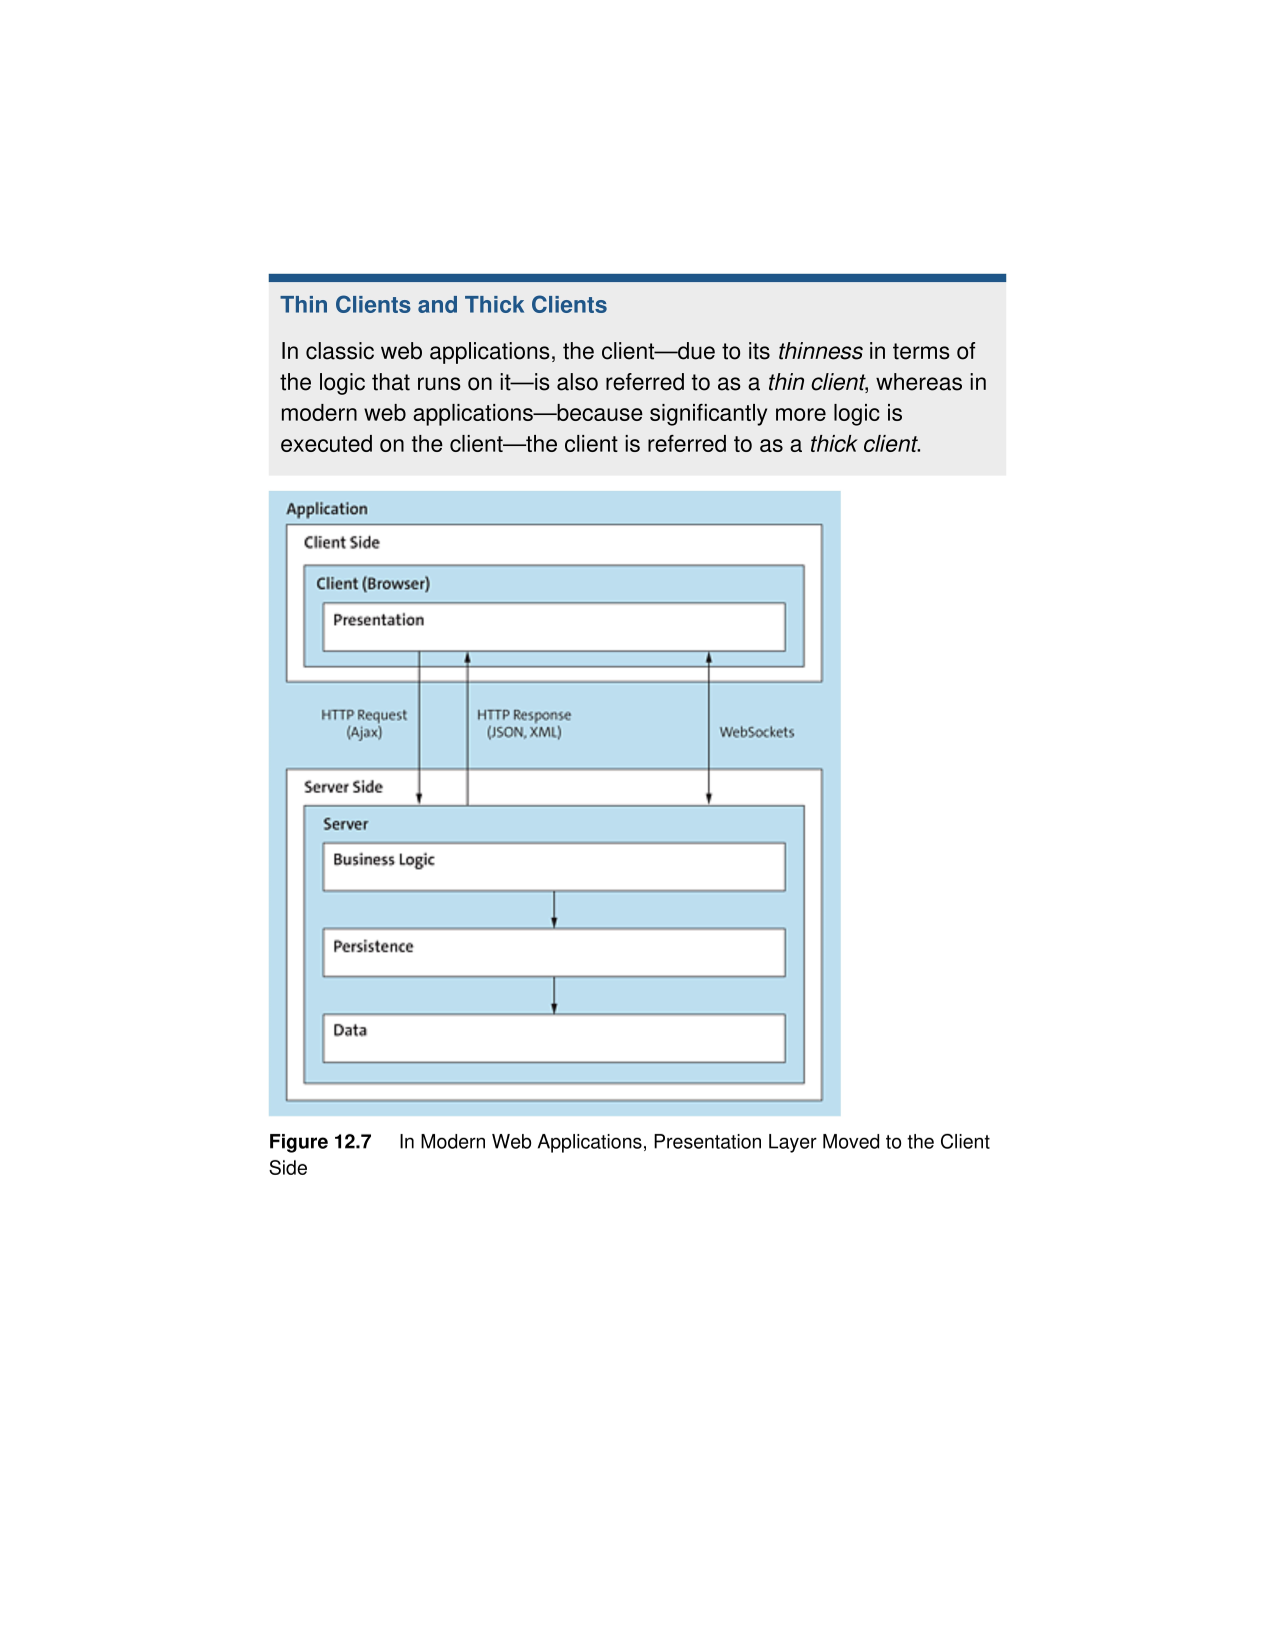 Thin Clients and Thick Clients
In classic web applications, the client—due to its thinness in terms of
the logic that runs on it—is also referred to as a thin client, whereas in
modern web applications—because significantly more logic is
executed on the client—the client is referred to as a thick client.
Application
Client Side
Client (Browser)
Presentation
HTTP Request
(Ajax)
HTTP Response
(JSON, XML)
WebSockets
Server Side
Server
Business Logic
Persistence
Data
Figure 12.7 In Modern Web Applications, Presentation Layer Moved to the Client
Side